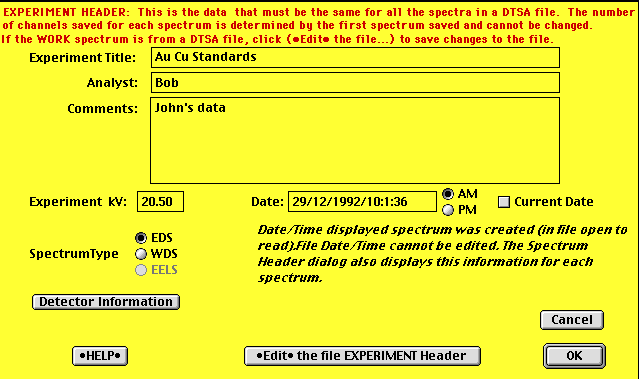 EXPERIMENT HEADER: This is the data that must be the same for all the spectra in a DTSA file. The number
of channels saved for each spectrum is determined by the first spectrum saved and cannot be changed.
If the WORK spectrum is from a DTSA file, click (•Edit• the file...) to save changes to the file.
Experiment Title: Au Cu Standards
Analyst: Bob
Comments: John's data
Experiment kV: 20.50 Date: 29/12/1992/10:1:36 AM PM Current Date
SpectrumType EDS WDS EELS
Date/Time displayed spectrum was created (in file open to
read).File Date/Time cannot be edited. The Spectrum
Header dialog also displays this information for each
spectrum.
Detector Information
Cancel
•HELP• •Edit• the file EXPERIMENT Header OK